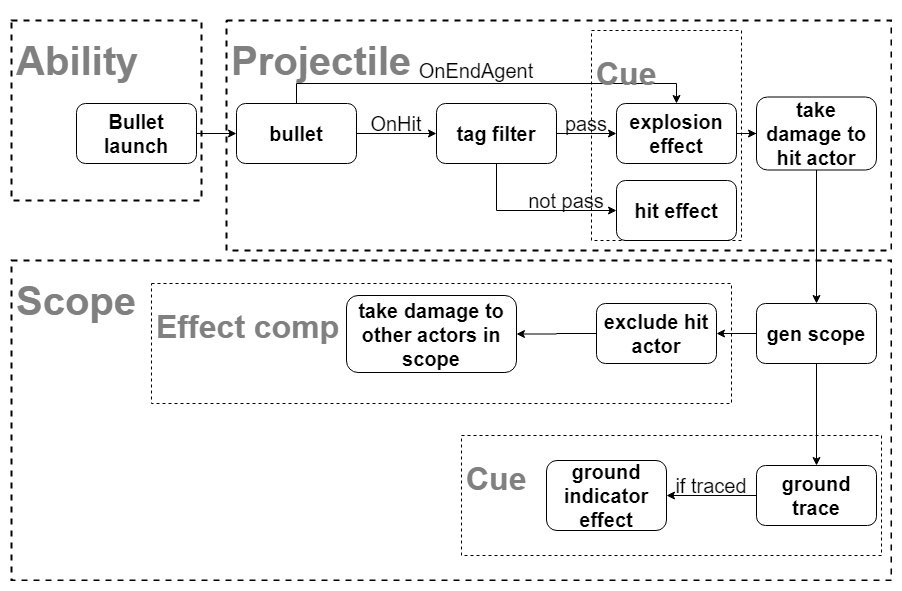 Ability
Bullet
launch
Projectile
OnEndAgent
bullet
OnHit
tag filter
pass
not pass
Cue
explosion
effect
hit effect
take
damage to
hit actor
Scope
Effect comp
take damage to
other actors in
scope
exclude hit
actor
gen scope
Cue
ground
indicator
effect
if traced
ground
trace